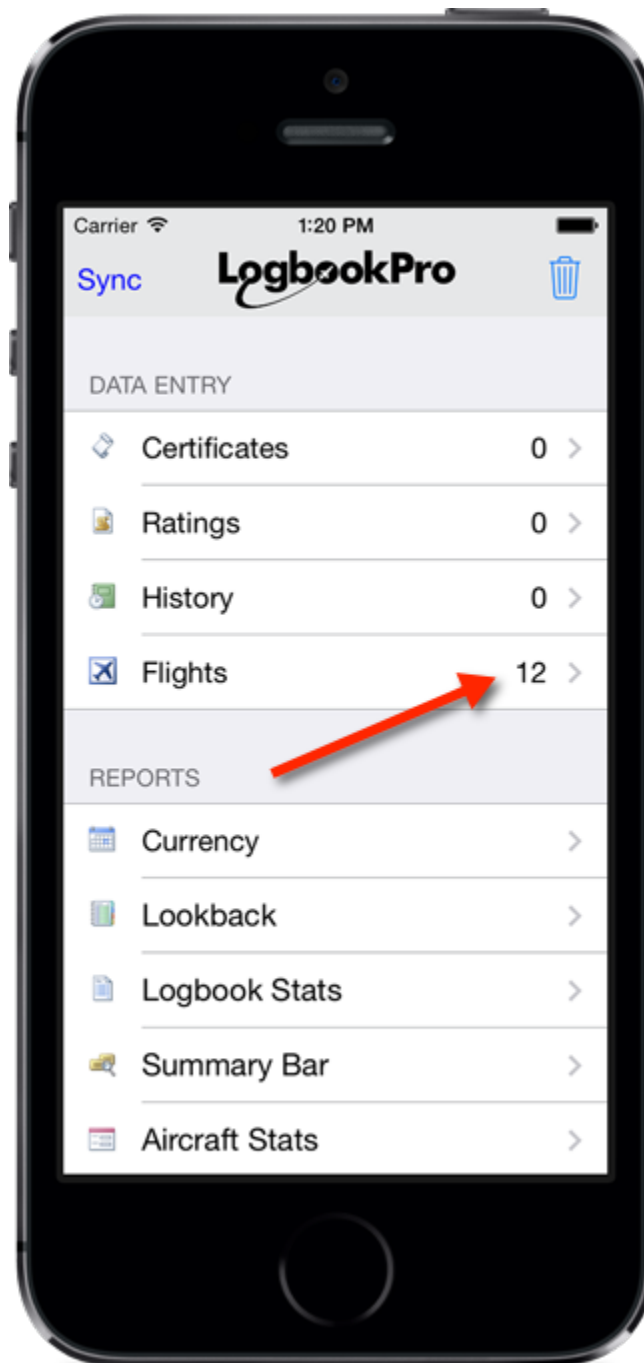 Carrier 1:20 PM
Sync LogbookPro
DATA ENTRY
Certificates 0
Ratings 0
History 0
Flights 12
REPORTS
Currency
Lookback
Logbook Stats
Summary Bar
Aircraft Stats